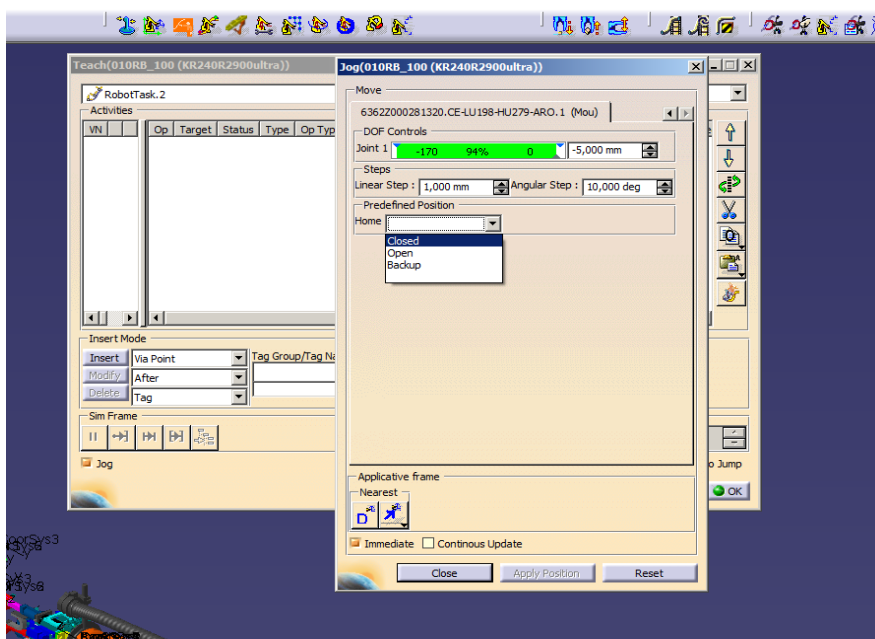 Teach(010RB_100 (KR240R2900ultra))
RobotTask.2
Activities
VN Op Target Status Type Op Typ
Insert Mode
Insert Via Point Tag Group/Tag Na
Modify After
Delete Tag
Sim Frame
Jog
o Jump
OK
Jog(010RB_100 (KR240R2900ultra))
Move
6362Z000281320.CE-LU198-HU279-ARO.1 (Mou)
DOF Controls
Joint 1 -170 94% 0 -5,000 mm
Steps
Linear Step : 1,000 mm Angular Step : 10,000 deg
Predefined Position
Home
Closed
Open
Backup
Applicative frame
Nearest
D
Immediate Continous Update
Close Apply Position Reset